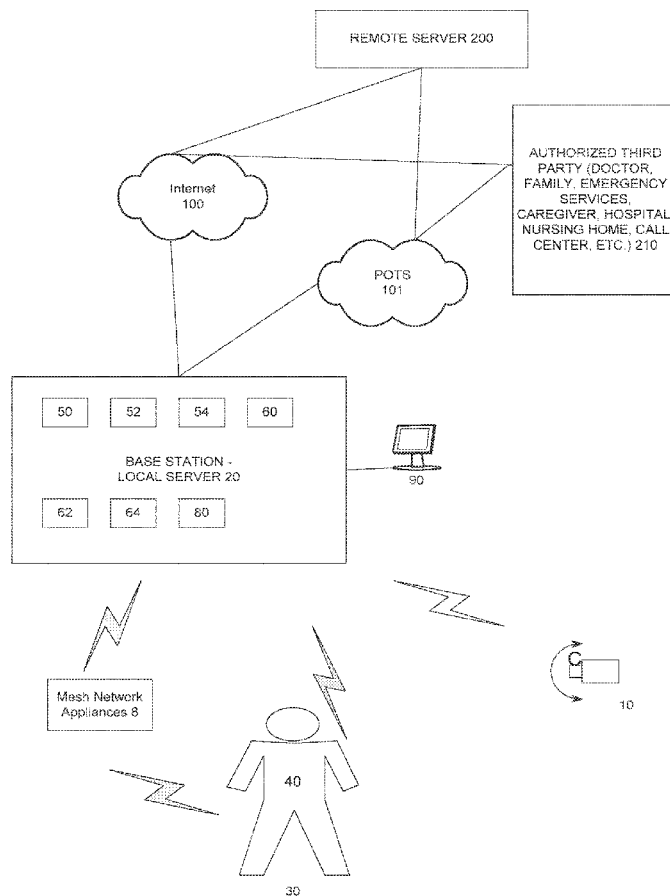 REMOTE SERVER 200
AUTHORIZED THIRD
PARTY (DOCTOR,
FAMILY, EMERGENCY
SERVICES,
CAREGIVER, HOSPITAL,
NURSING HOME, CALL
CENTER, ETC.) 210
Internet
100
POTS
101
50 52 54 60
BASE STATION -
LOCAL SERVER 20
62 64 80
90
Mesh Network
Appliances 8
10
40
30